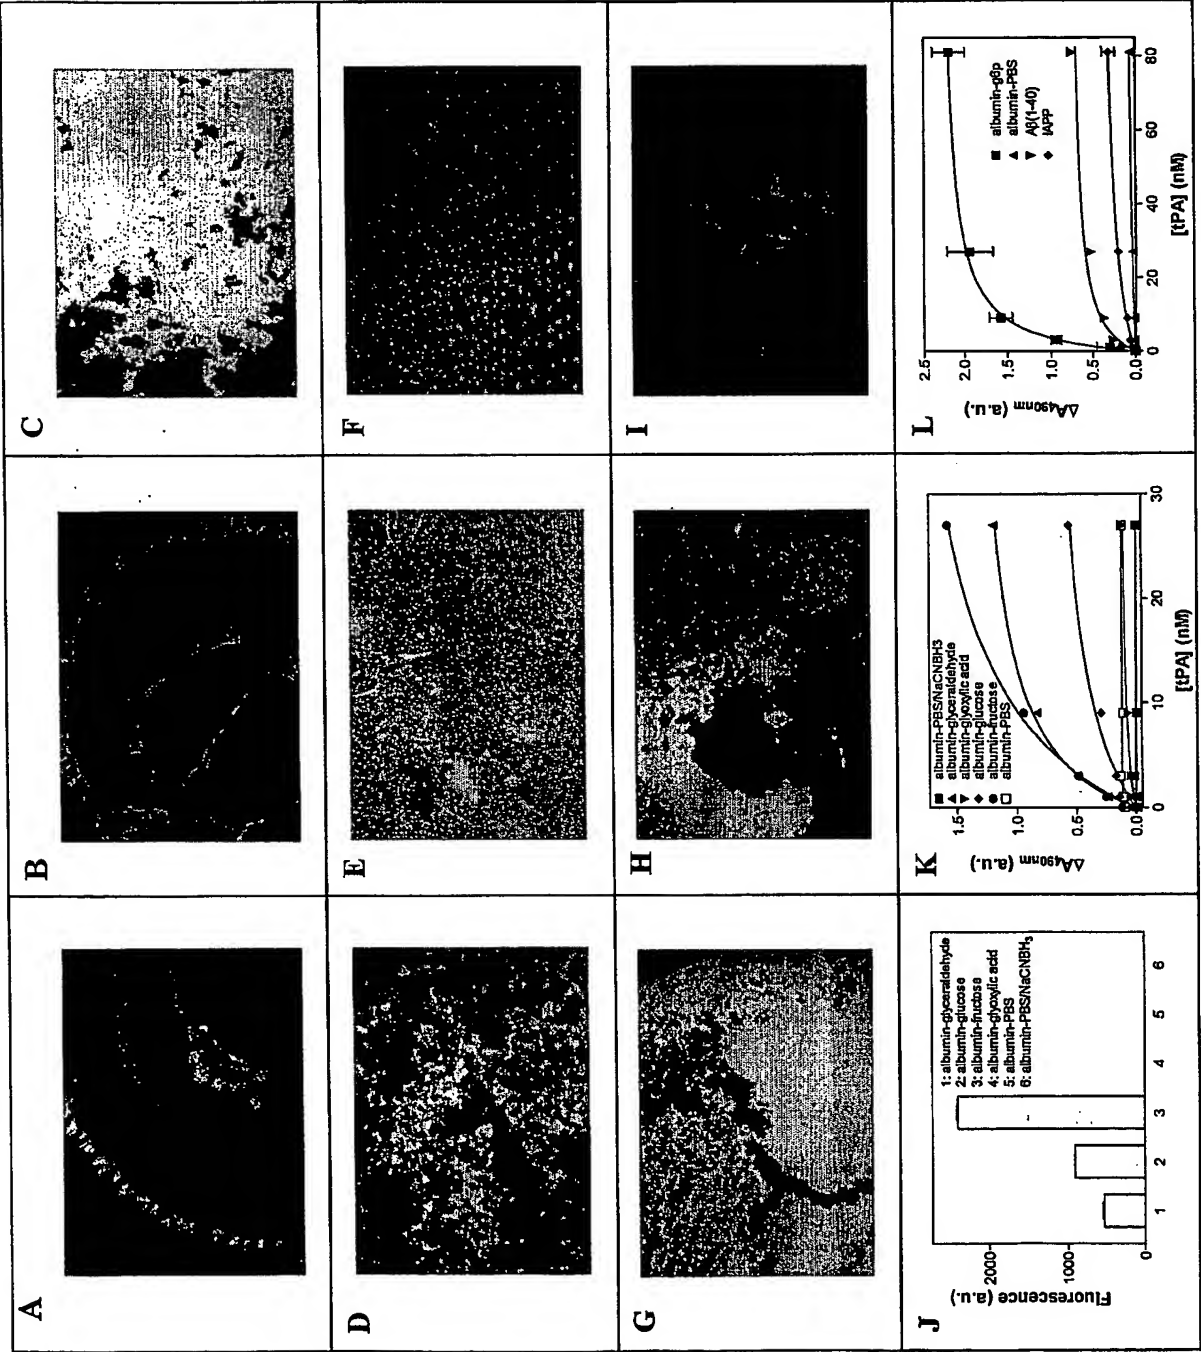 A
B
C
D
E
F
G
H
I
J
Fluorescence (a.u.)
2000
1000
0
1: albumin-glyceraldehyde
2: albumin-glucose
3: albumin-fructose
4: albumin-glyoxylic acid
5: albumin-PBS
6: albumin-PBS/NaCNBH3
1 2 3 4 5 6
K
ΔA490nm (a.u.)
1.5
1.0
0.5
0.0
albumin-PBS/NaCNBH3
albumin-glyceraldehyde
albumin-glyoxylic acid
albumin-glucose
albumin-fructose
albumin-PBS
0 10 20 30
[tPA] (nM)
L
ΔA490nm (a.u.)
2.5
2.0
1.5
1.0
0.5
0.0
albumin-g6p
albumin-PBS
Aβ(1-40)
IAPP
0 20 40 60 80
[tPA] (nM)